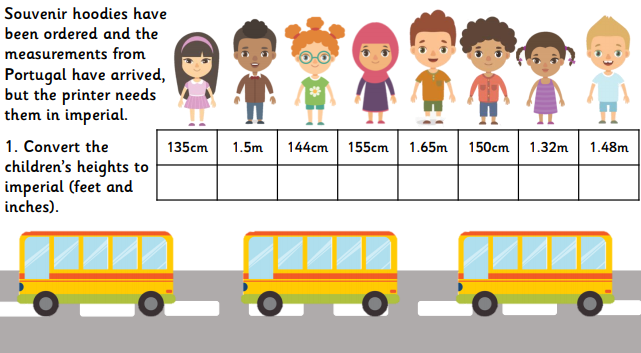 Souvenir hoodies have
been ordered and the
measurements from
Portugal have arrived,
but the printer needs
them in imperial.
1. Convert the
children's heights to
imperial (feet and
inches).
135cm 1.5m 144cm 155cm 1.65m 150cm 1.32m 1.48m